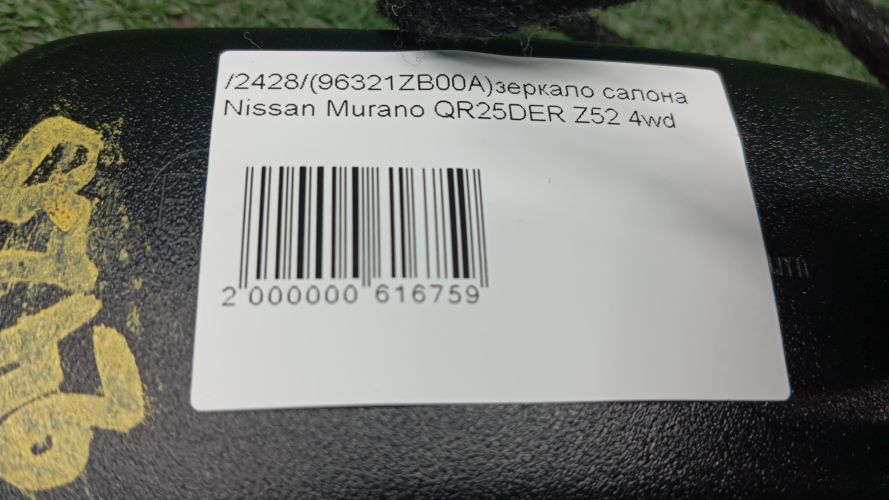 /2428/(96321ZB00A)зеркало салона
Nissan Murano QR25DER Z52 4wd
2 000000 616759